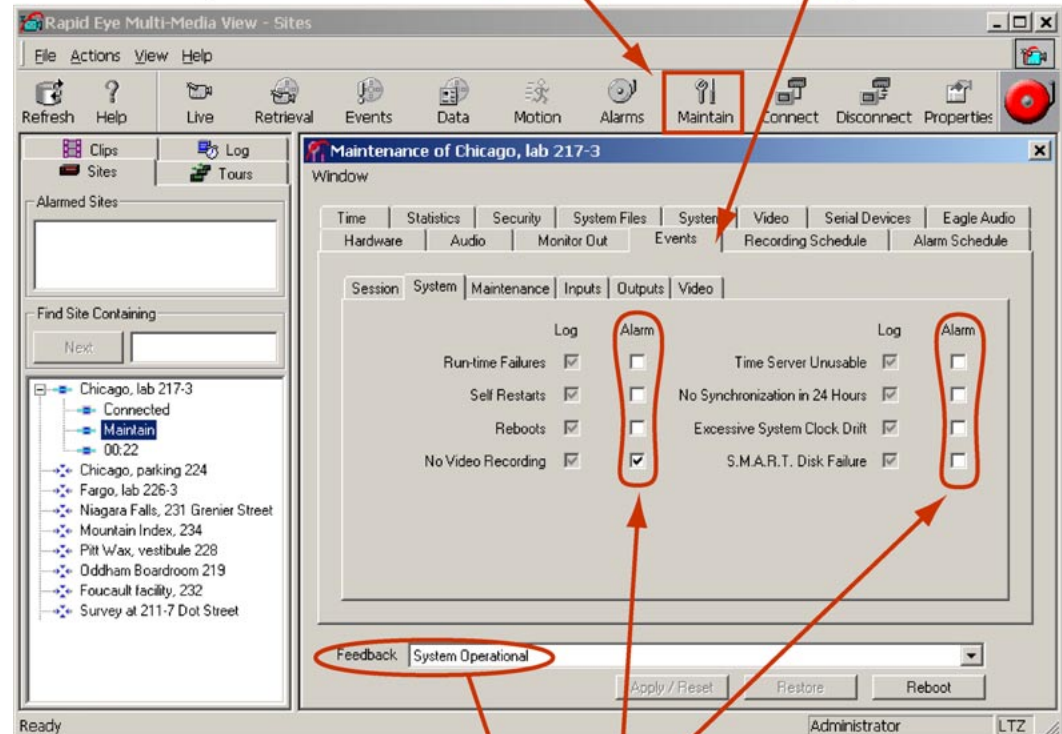 Rapid Eye Multi-Media View - Sites
File Actions View Help
Refresh Help Live Retrieval Events Data Motion Alarms Maintain Connect Disconnect Properties
Clips Log
Sites Tours
Alarmed Sites
Find Site Containing
Next
Chicago, lab 217-3
Connected
Maintain
00:22
Chicago, parking 224
Fargo, lab 226-3
Niagara Falls, 231 Grenier Street
Mountain Index, 234
Pitt Wax, vestibule 228
Oddham Boardroom 219
Foucault facility, 232
Survey at 211-7 Dot Street
Maintenance of Chicago, lab 217-3
Window
Time Statistics Security System Files System Video Serial Devices Eagle Audio
Hardware Audio Monitor Out Events Recording Schedule Alarm Schedule
Session System Maintenance Inputs Outputs Video
Log Alarm Log Alarm
Run-time Failures Time Server Unusable
Self Restarts No Synchronization in 24 Hours
Reboots Excessive System Clock Drift
No Video Recording S.M.A.R.T. Disk Failure
Feedback System Operational
Apply / Reset Restore Reboot
Ready Administrator LTZ